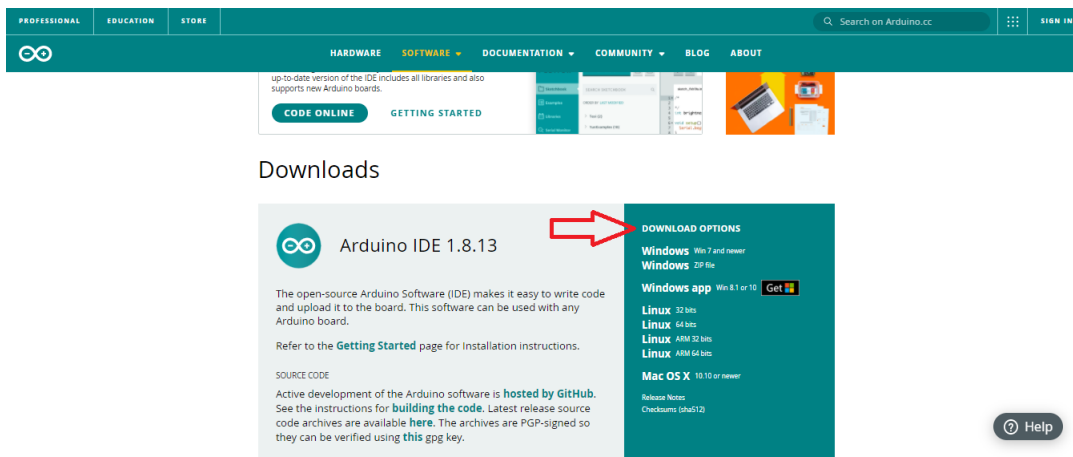 PROFESSIONAL EDUCATION STORE Search on Arduino.cc SIGN IN
HARDWARE SOFTWARE DOCUMENTATION COMMUNITY BLOG ABOUT
up-to-date version of the IDE includes all libraries and also
supports new Arduino boards.
CODE ONLINE GETTING STARTED
Downloads
Arduino IDE 1.8.13
The open-source Arduino Software (IDE) makes it easy to write code
and upload it to the board. This software can be used with any
Arduino board.
Refer to the Getting Started page for Installation instructions.
SOURCE CODE
Active development of the Arduino software is hosted by GitHub.
See the instructions for building the code. Latest release source
code archives are available here. The archives are PGP-signed so
they can be verified using this gpg key.
DOWNLOAD OPTIONS
Windows Win 7 and newer
Windows ZIP file
Windows app Win 8.1 or 10 Get
Linux 32 bits
Linux 64 bits
Linux ARM 32 bits
Linux ARM 64 bits
Mac OS X 10.10 or newer
Release Notes
Checksums (sha512)
Help